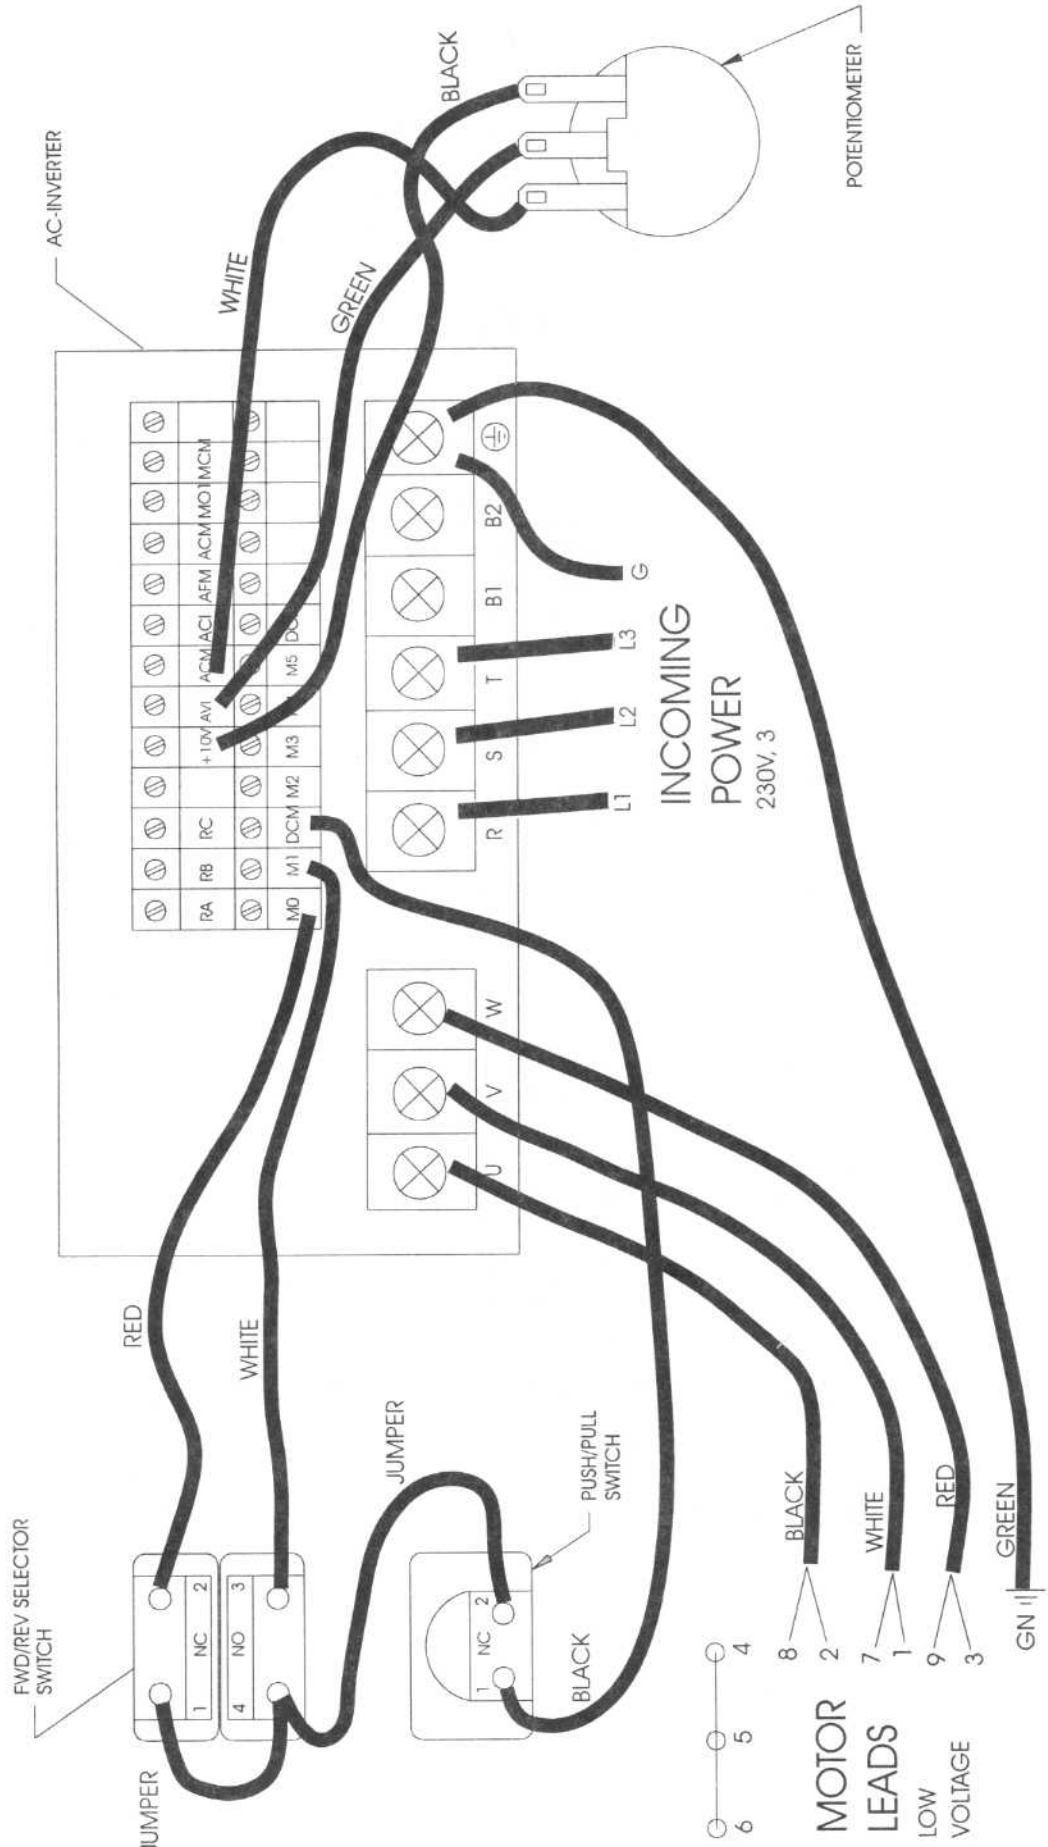 FWD/REV SELECTOR
SWITCH
JUMPER
1 NC 2
4 NO 3
RED
WHITE
JUMPER
PUSH/PULL
SWITCH
1 NC 2
BLACK
AC-INVERTER
RA RB RC +10V AVI ACM ACI AFM ACM MO1 MCM
M0 M1 DCM M2 M3 M5
U V W
R S T B1 B2
WHITE
GREEN
BLACK
POTENTIOMETER
L1 L2 L3 G
INCOMING
POWER
230V, 3
6 5 4
MOTOR
LEADS
LOW
VOLTAGE
8
2
BLACK
7
1
WHITE
9
3
RED
GN
GREEN